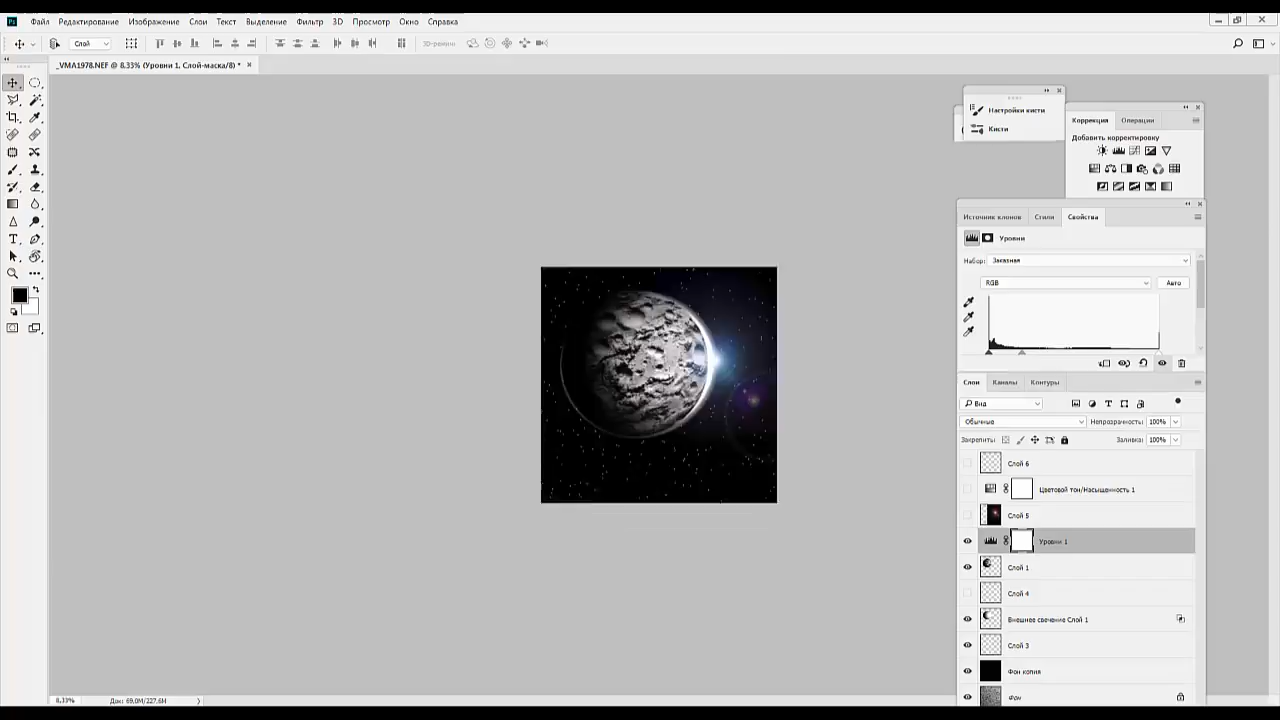 Ps Файл Редактирование Изображение Слои Текст Выделение Фильтр 3D Просмотр Окно Справка
Слой 3D-режим:
_VMA1978.NEF @ 8,33% (Уровни 1, Слой-маска/8) *
Настройки кисти
Кисти
Коррекция Операции
Добавить корректировку
Источник клонов Стили Свойства
Уровни
Набор: Заказная
RGB Авто
Слои Каналы Контуры
Вид
Обычные Непрозрачность: 100%
Закрепить: Заливка: 100%
Слой 6
Цветовой тон/Насыщенность 1
Слой 5
Уровни 1
Слой 1
Слой 4
Внешнее свечение Слой 1
Слой 3
Фон копия
Фон
8,33% Док: 69,0M/227,6M